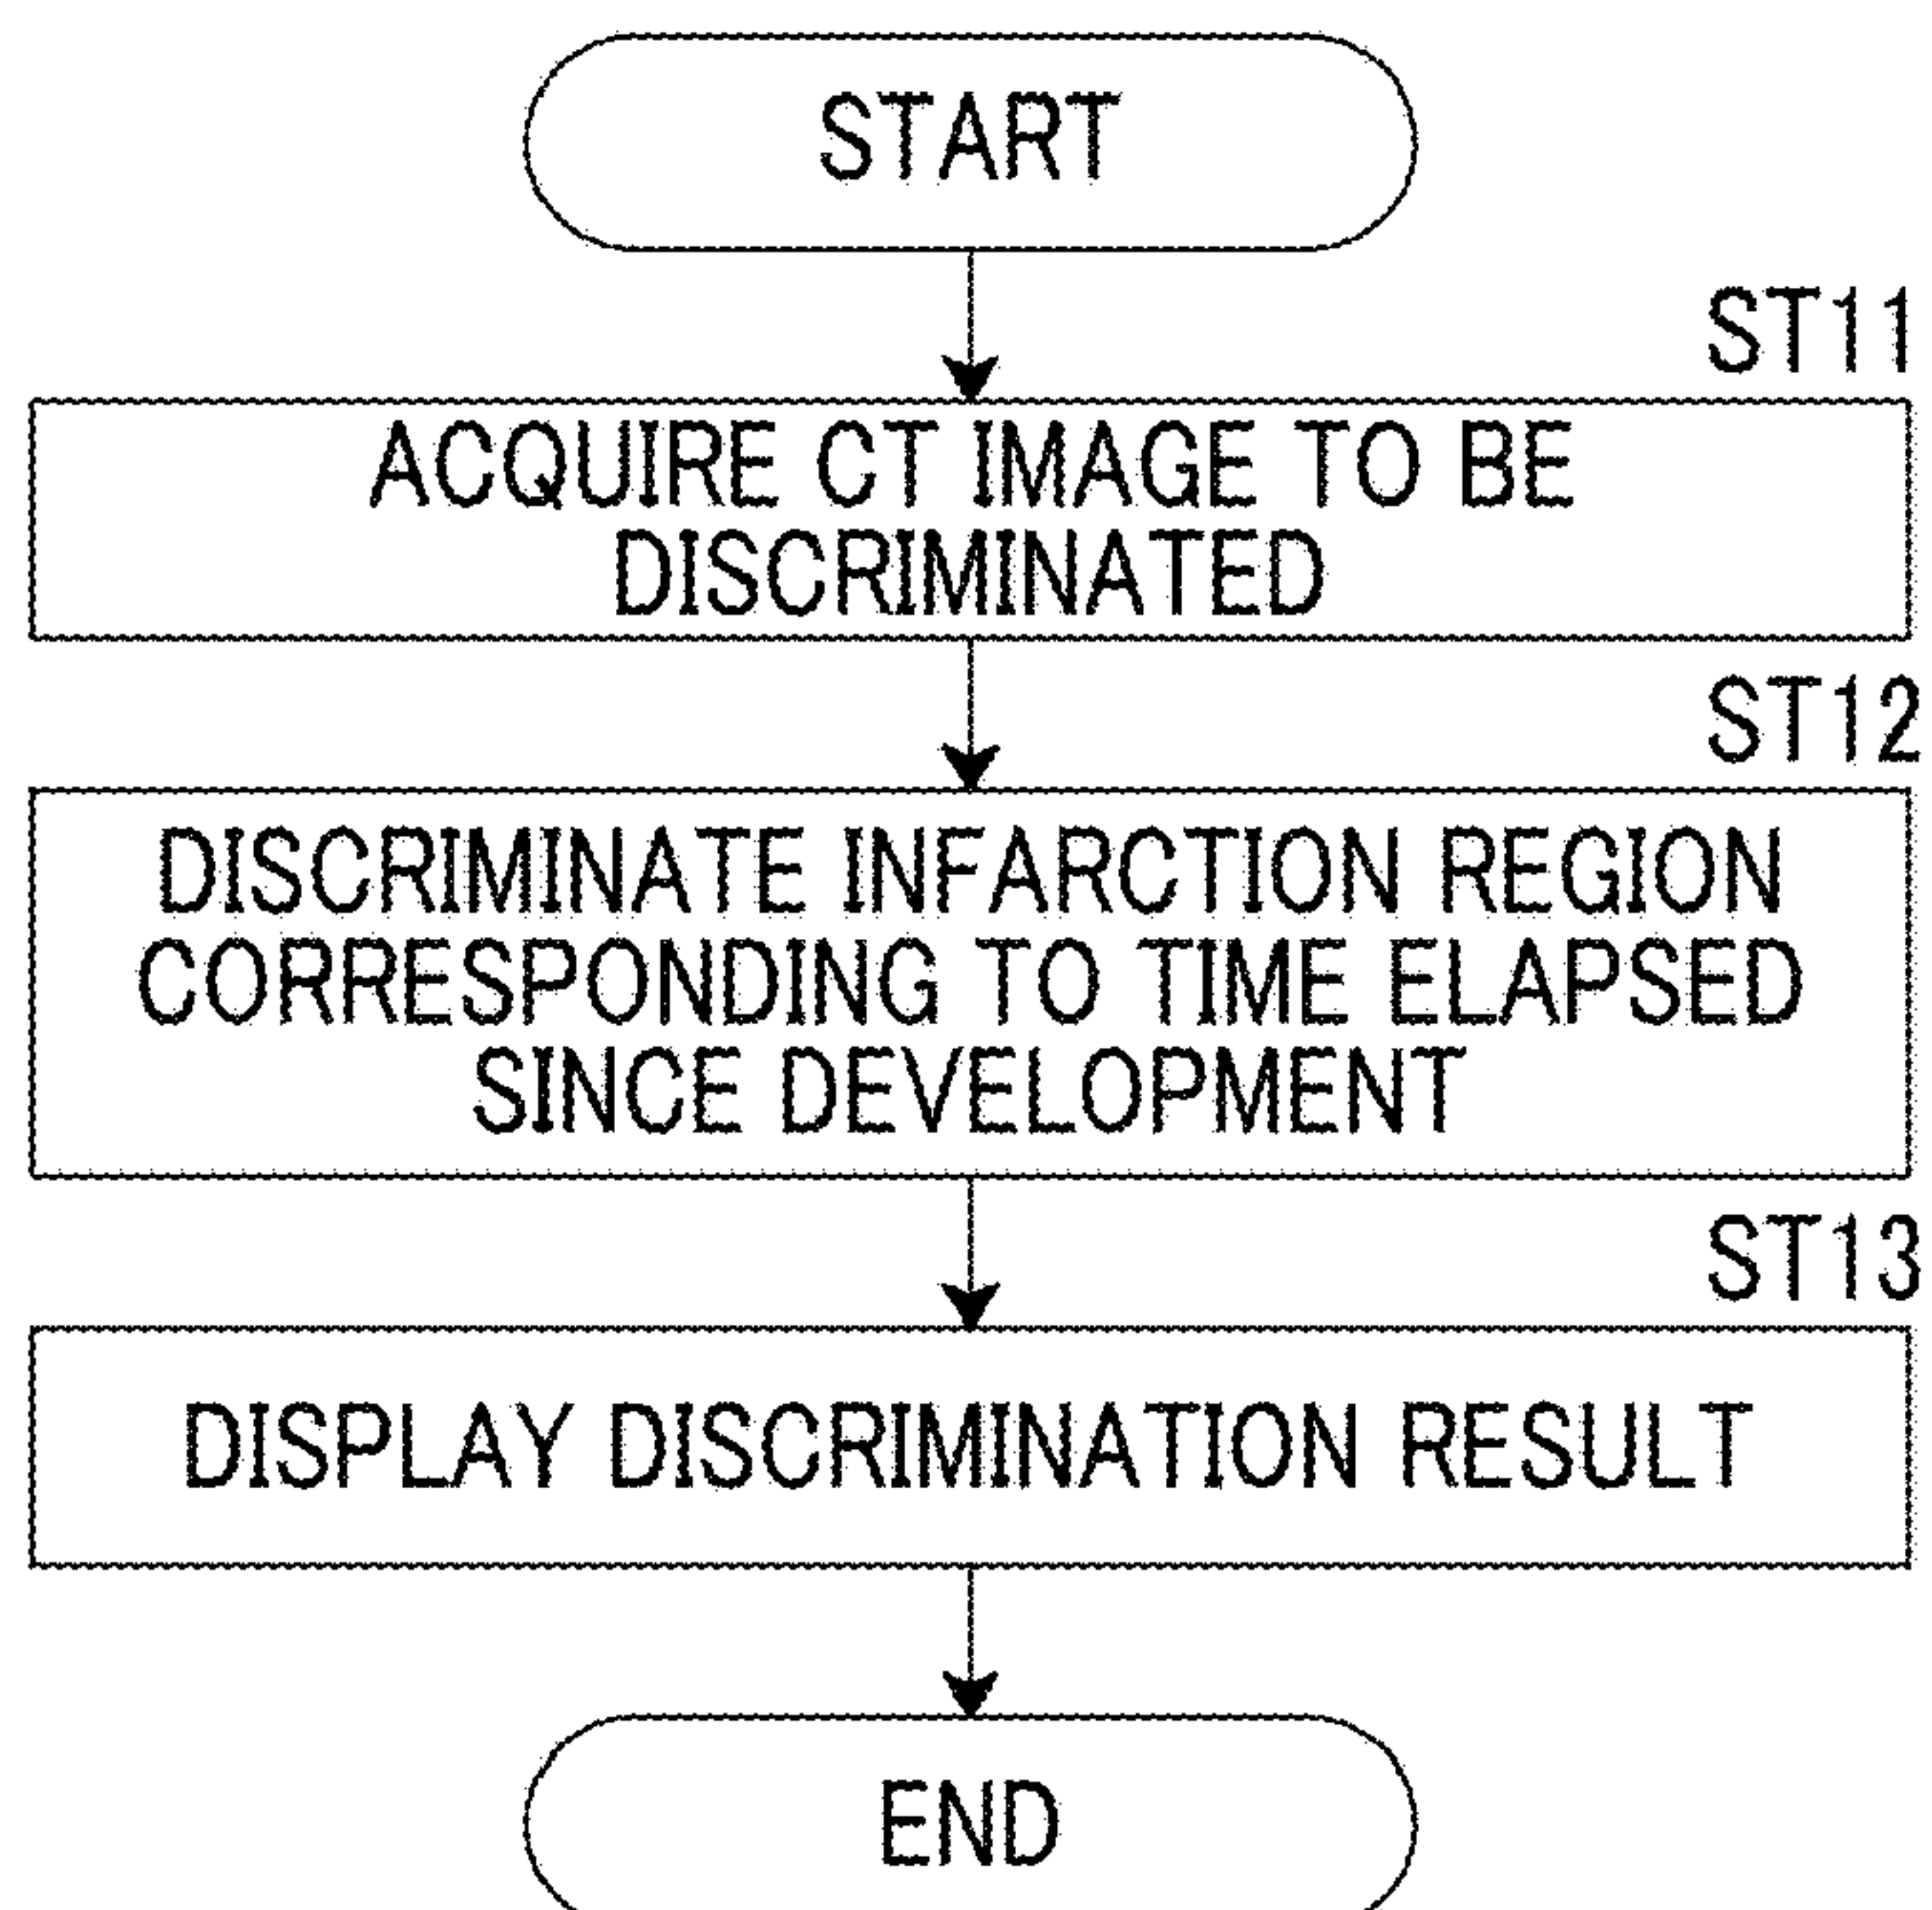 START
ST11
ACQUIRE CT IMAGE TO BE
DISCRIMINATED
ST12
DISCRIMINATE INFARCTION REGION
CORRESPONDING TO TIME ELAPSED
SINCE DEVELOPMENT
ST13
DISPLAY DISCRIMINATION RESULT
END